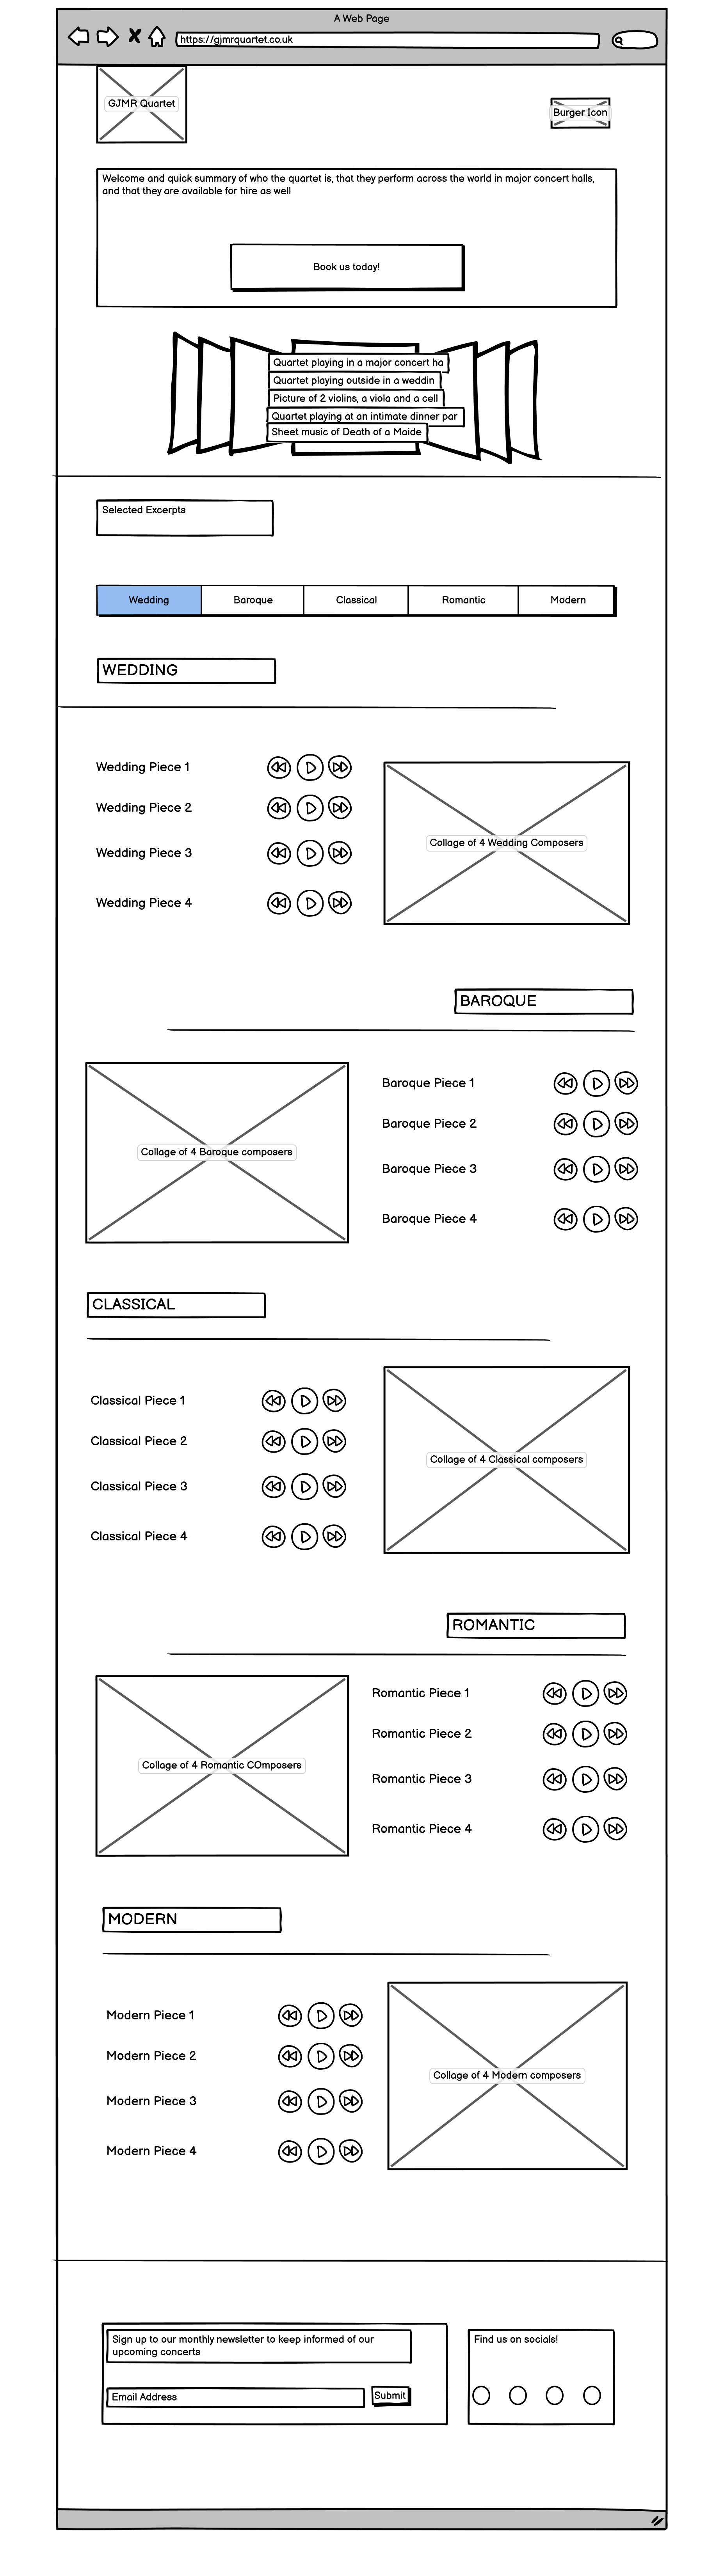 A Web Page
https://gjmrquartet.co.uk
GJMR Quartet
Burger Icon
Welcome and quick summary of who the quartet is, that they perform across the world in major concert halls,
and that they are available for hire as well
Book us today!
Quartet playing in a major concert ha
Quartet playing outside in a weddin
Picture of 2 violins, a viola and a cell
Quartet playing at an intimate dinner par
Sheet music of Death of a Maide
Selected Excerpts
Wedding Baroque Classical Romantic Modern
WEDDING
Wedding Piece 1
Wedding Piece 2
Collage of 4 Wedding Composers
Wedding Piece 3
Wedding Piece 4
BAROQUE
Baroque Piece 1
Baroque Piece 2
Collage of 4 Baroque composers
Baroque Piece 3
Baroque Piece 4
CLASSICAL
Classical Piece 1
Classical Piece 2
Collage of 4 Classical composers
Classical Piece 3
Classical Piece 4
ROMANTIC
Romantic Piece 1
Romantic Piece 2
Collage of 4 Romantic COmposers
Romantic Piece 3
Romantic Piece 4
MODERN
Modern Piece 1
Modern Piece 2
Collage of 4 Modern composers
Modern Piece 3
Modern Piece 4
Sign up to our monthly newsletter to keep informed of our
upcoming concerts
Email Address
Submit
Find us on socials!